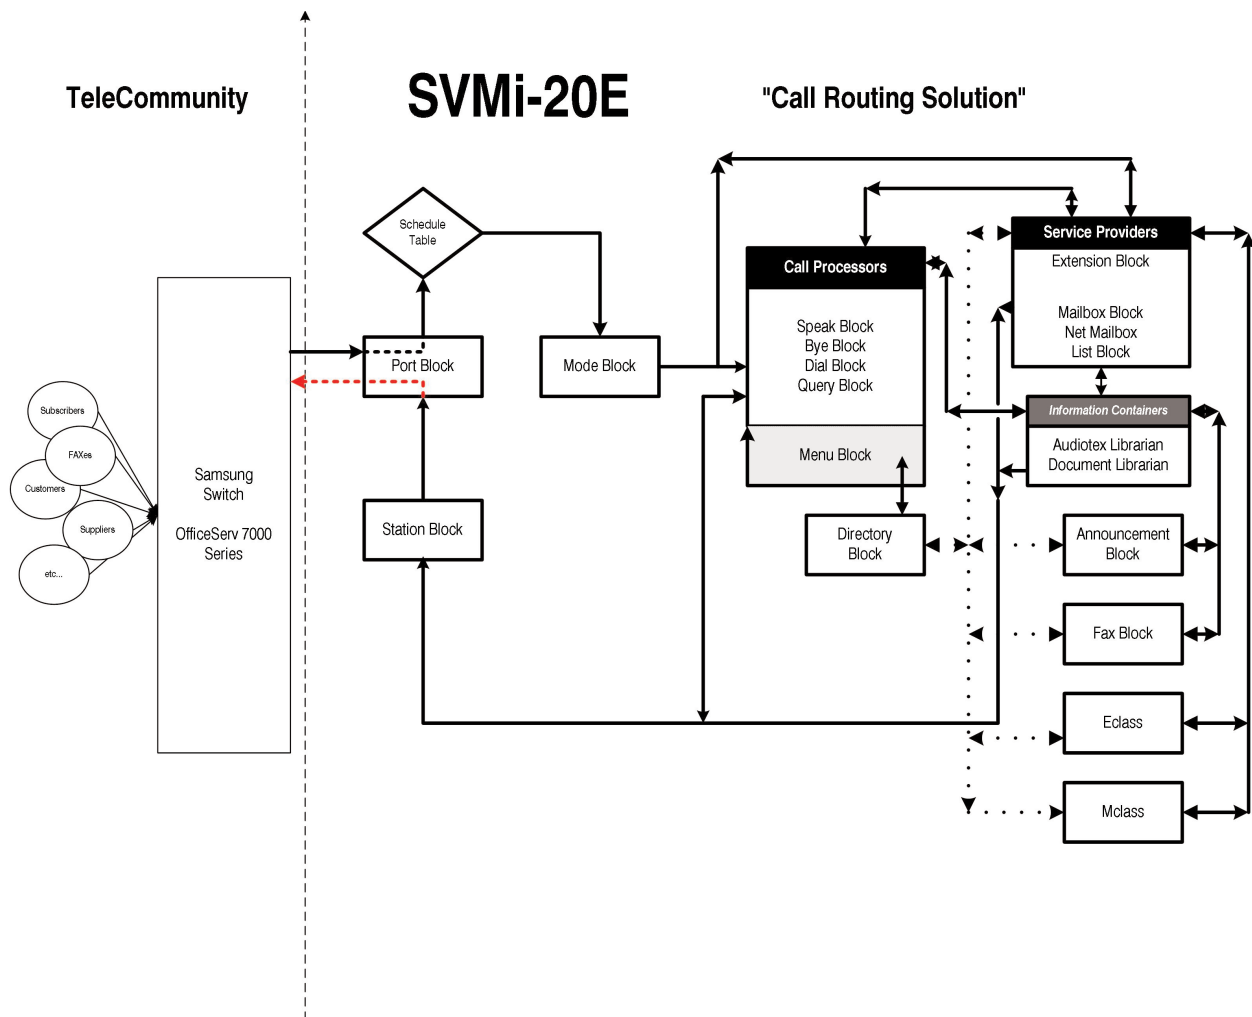 TeleCommunity
SVMi-20E
"Call Routing Solution"
Schedule
Table
Service Providers
Extension Block
Mailbox Block
Net Mailbox
List Block
Call Processors
Speak Block
Bye Block
Dial Block
Query Block
Menu Block
Port Block
Mode Block
Information Containers
Audiotex Librarian
Document Librarian
Subscribers
FAXes
Customers
Suppliers
etc...
Samsung
Switch
OfficeServ 7000
Series
Station Block
Directory
Block
Announcement
Block
Fax Block
Eclass
Mclass